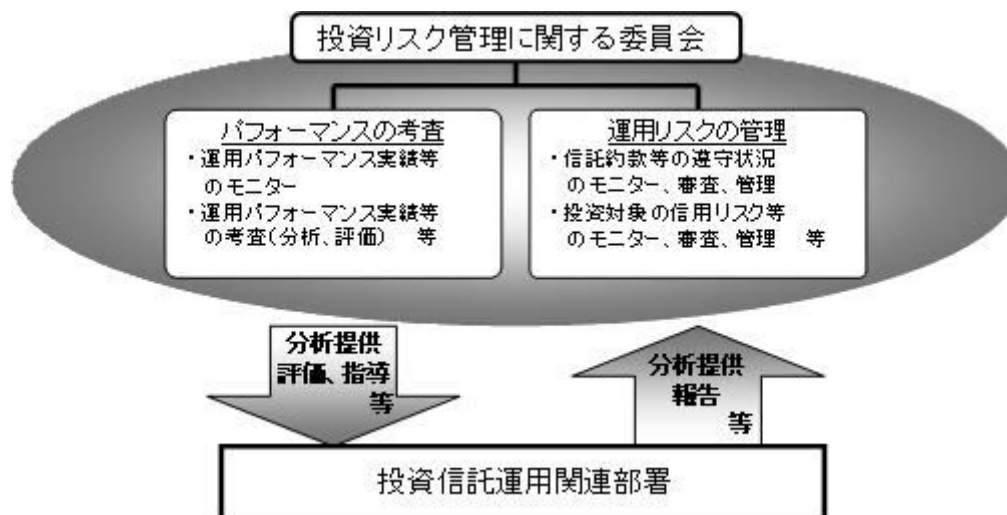 投資リスク管理に関する委員会
パフォーマンスの考査
・運用パフォーマンス実績等
のモニター
・運用パフォーマンス実績等
の考査(分析、評価) 等
運用リスクの管理
・信託約款等の遵守状況
のモニター、審査、管理
・投資対象の信用リスク等
のモニター、審査、管理 等
分析提供
評価、指導
等
分析提供
報告
等
投資信託運用関連部署